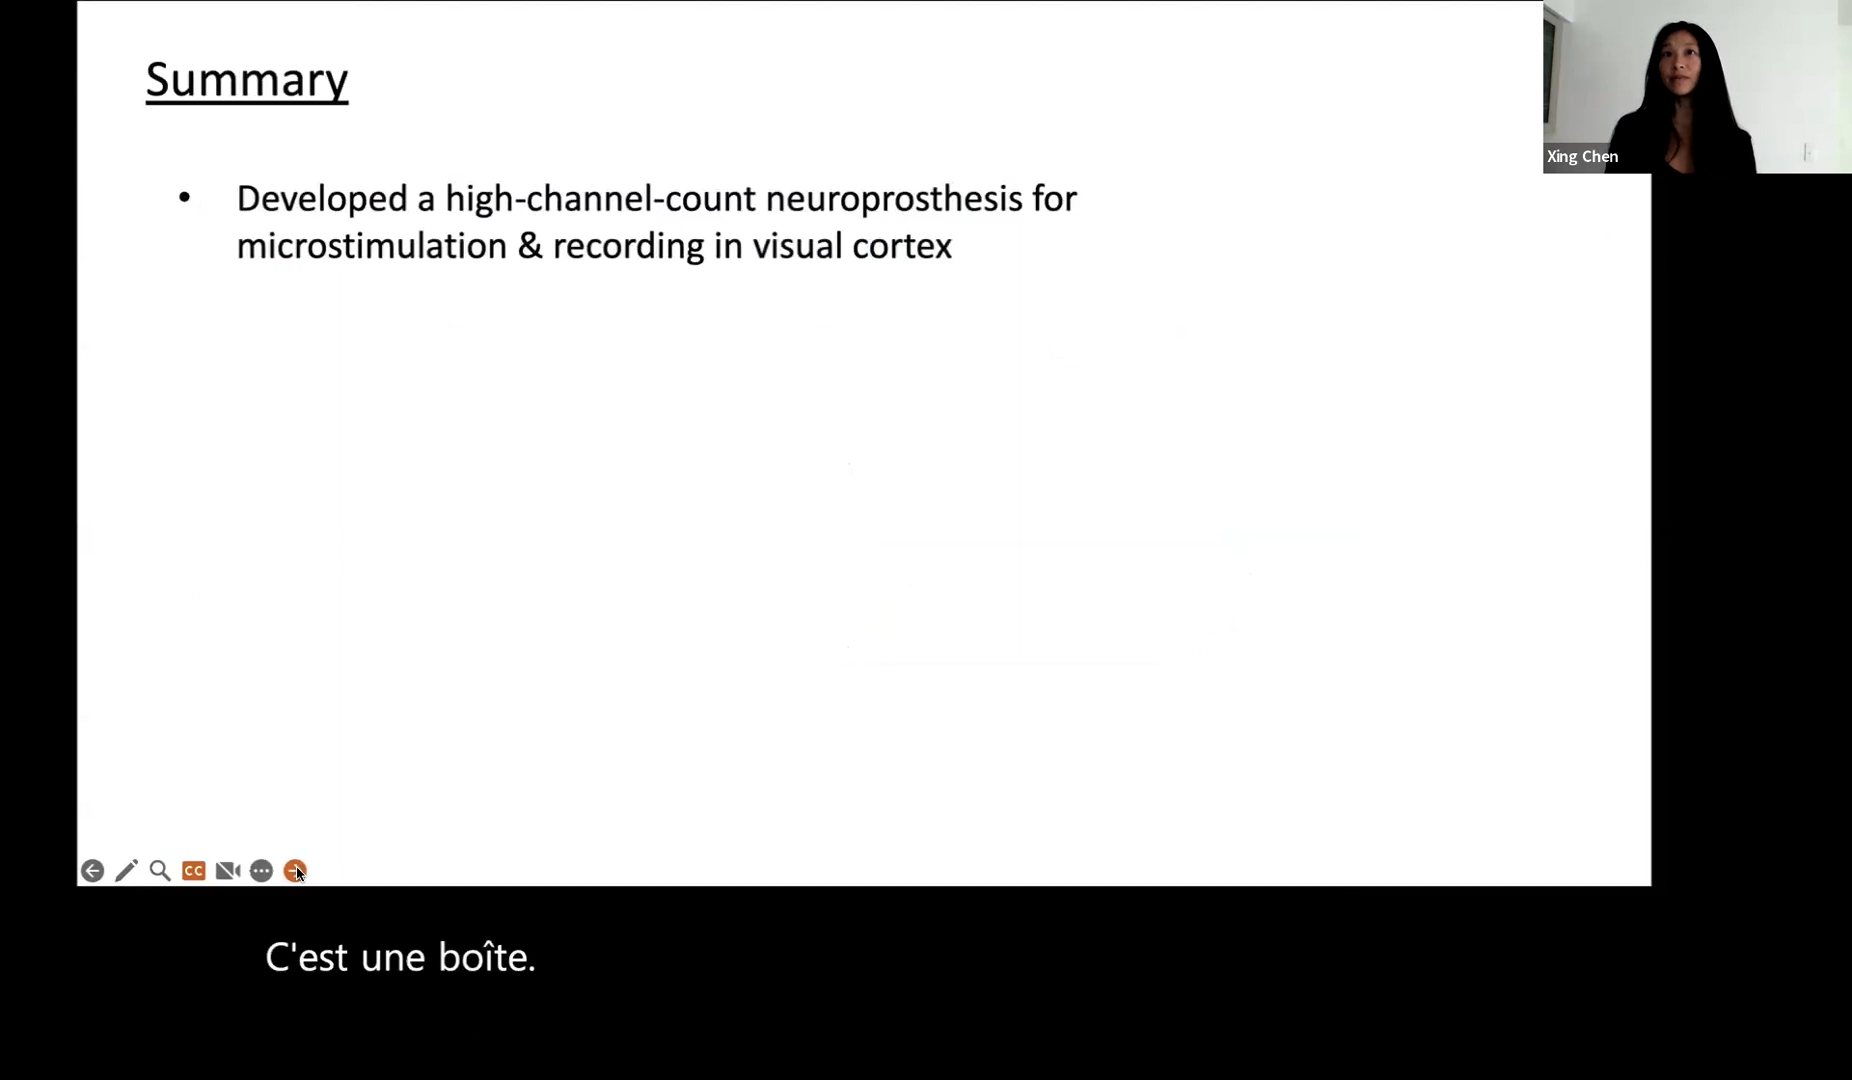 Summary
Xing Chen
• Developed a high-channel-count neuroprosthesis for
microstimulation & recording in visual cortex
CC
C'est une boîte.